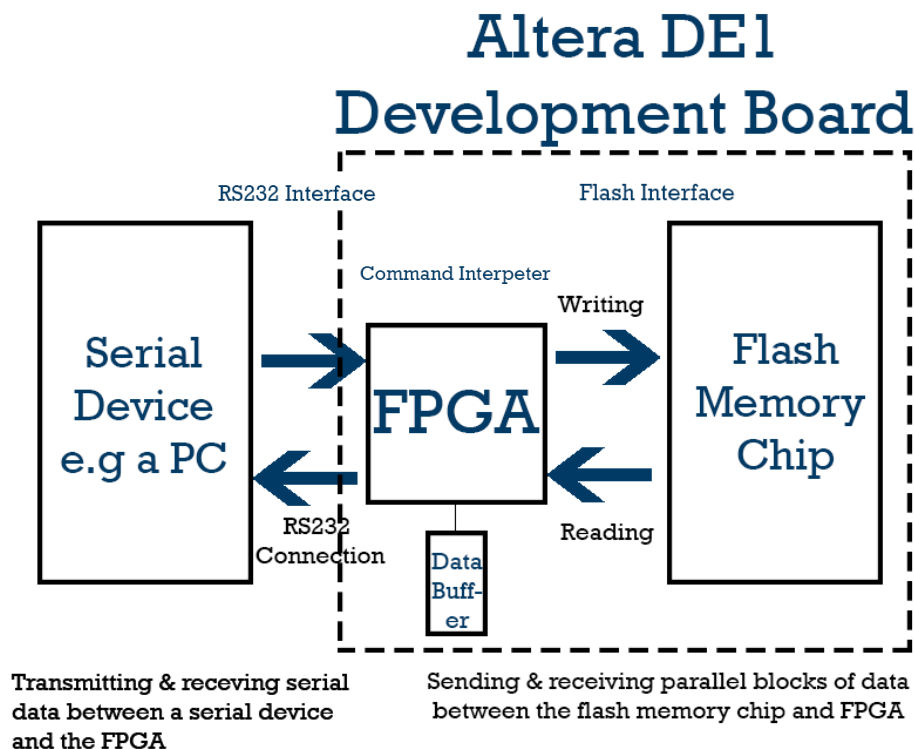 Altera DE1
Development Board
RS232 Interface
Flash Interface
Command Interpeter
Writing
Serial
Device
e.g a PC
FPGA
Flash
Memory
Chip
RS232
Connection
Reading
Data
Buff-
er
Transmitting & receving serial
data between a serial device
and the FPGA
Sending & receiving parallel blocks of data
between the flash memory chip and FPGA